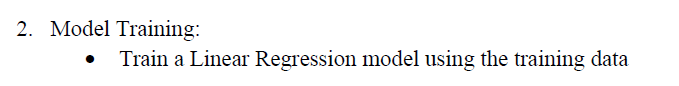 2. Model Training:
• Train a Linear Regression model using the training data